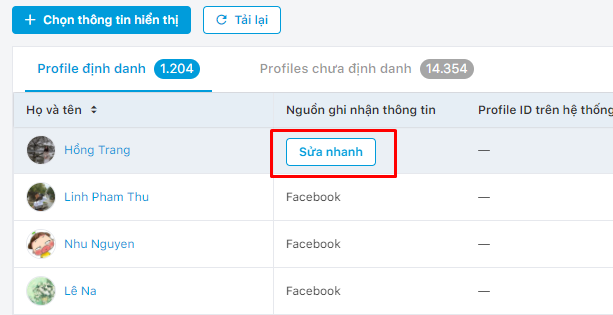 + Chọn thông tin hiển thị Tải lại
Profile định danh 1.204 Profiles chưa định danh 14.354
Họ và tên Nguồn ghi nhận thông tin Profile ID trên hệ thống
Hồng Trang Sửa nhanh —
Linh Pham Thu Facebook —
Nhu Nguyen Facebook —
Lê Na Facebook —